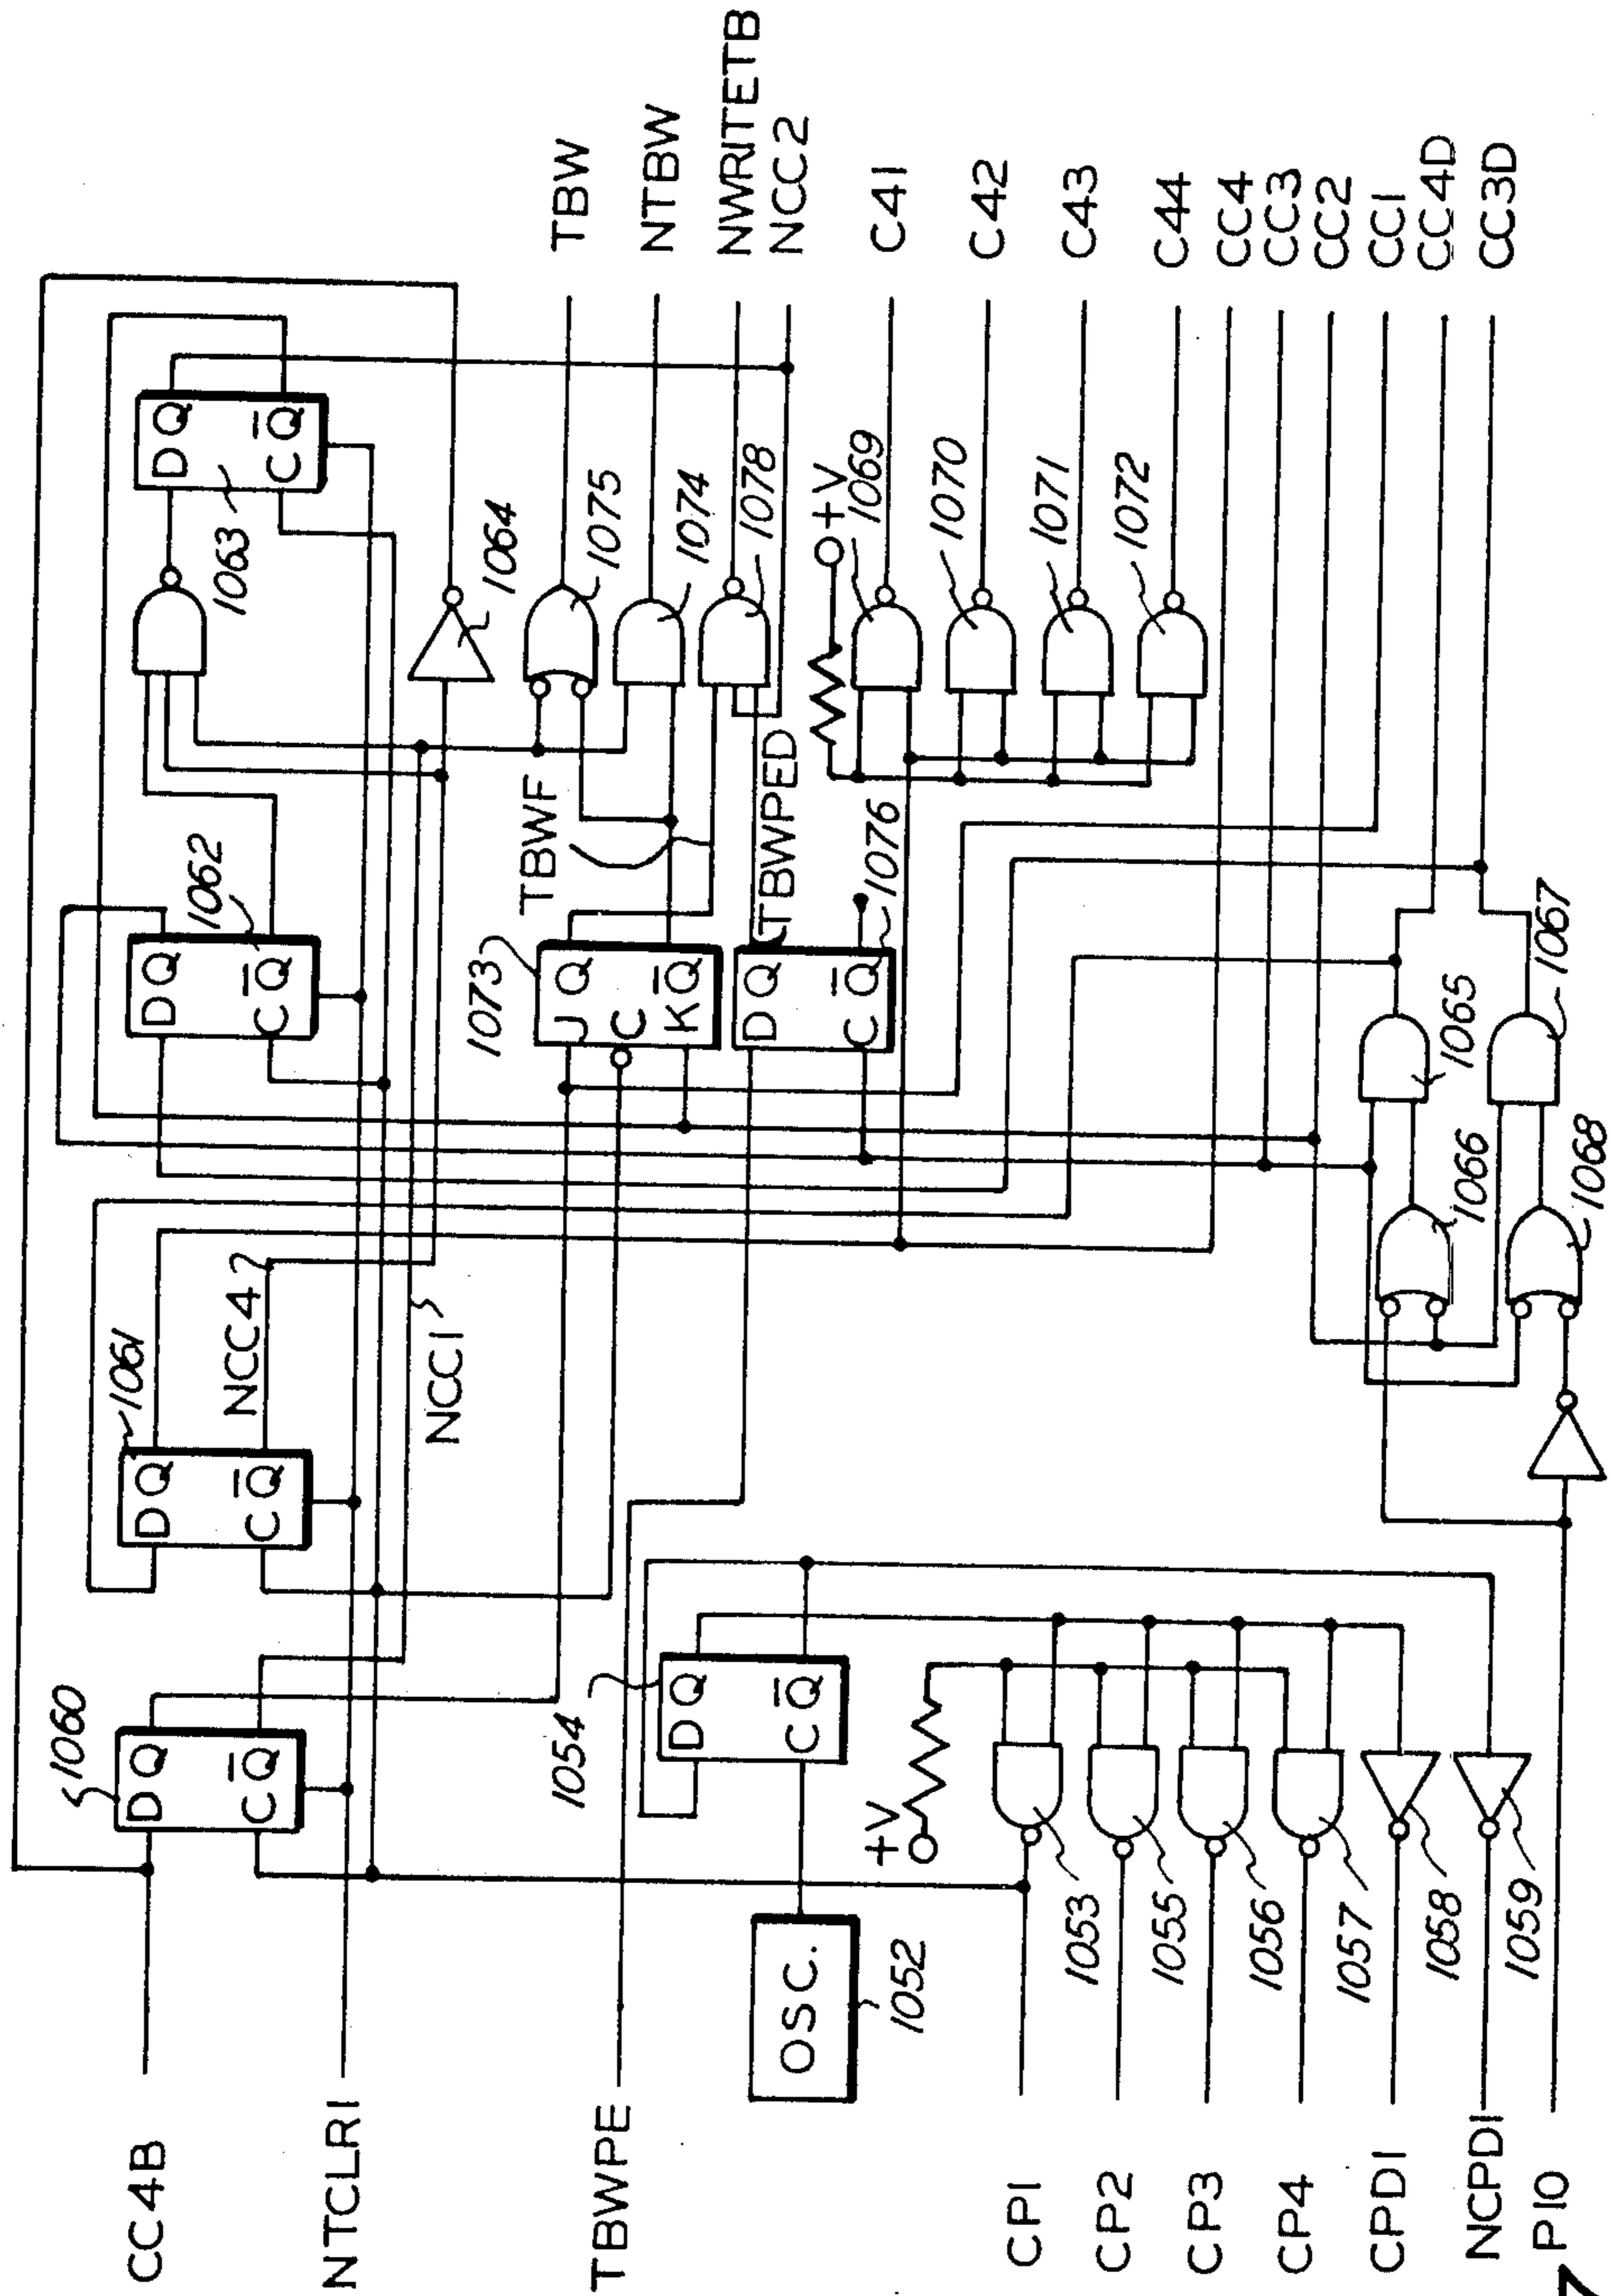 CC4B
NTCLR1
TBWPE
CP1
CP2
CP3
CP4
CPD1
NCPD1
P10
7
1060
D Q
C Q̅
1061
D Q
C Q̅
NCC4
NCC1
1062
D Q
C Q̅
1063
D Q
C Q̅
1064
1073
J Q
C
K Q̅
TBWF
1075
1074
1078
D Q
C Q̅
TBWPED
1076
+V
1069
1070
1071
1072
1054
D Q
C Q̅
OSC.
1052
+V
1053
1055
1056
1057
1058
1059
1065
1066
1067
1068
TBW
NTBW
NWRITETB
NCC2
C41
C42
C43
C44
CC4
CC3
CC2
CC1
CC4D
CC3D